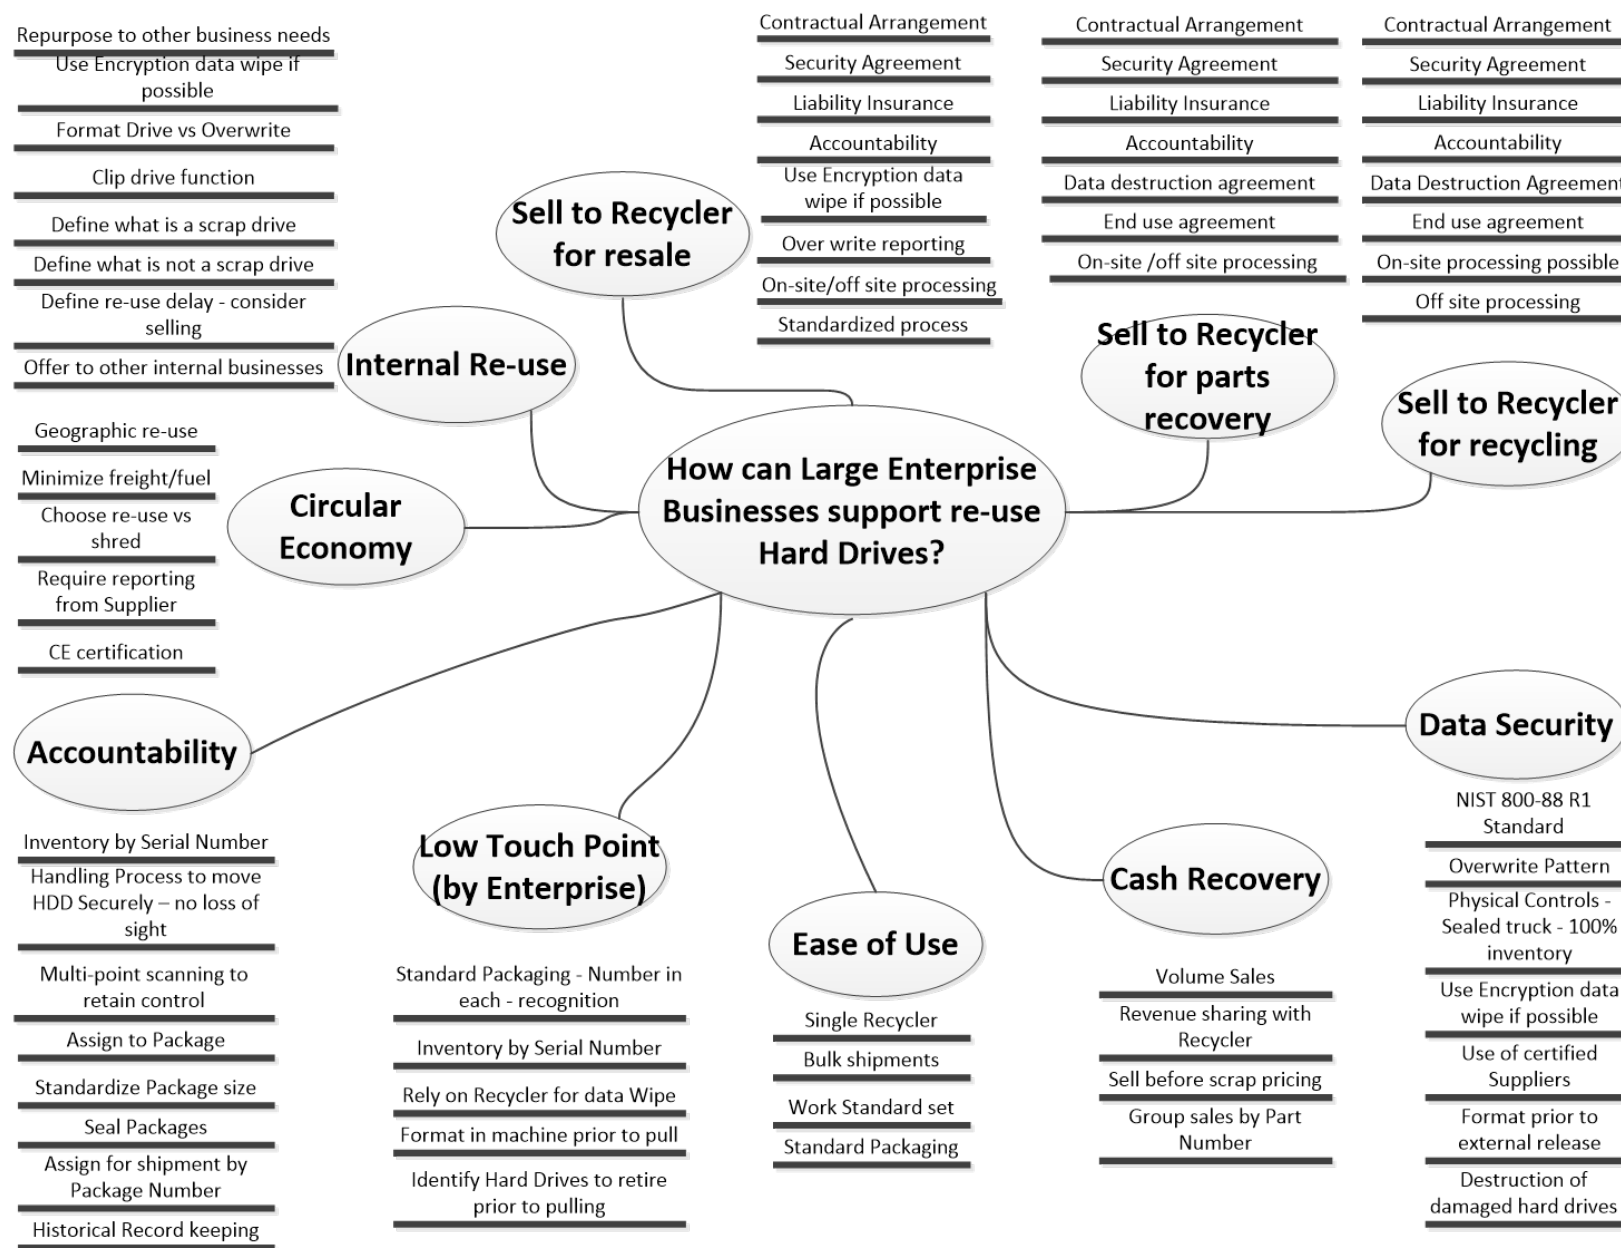 Repurpose to other business needs
Use Encryption data wipe if
possible
Format Drive vs Overwrite
Clip drive function
Define what is a scrap drive
Define what is not a scrap drive
Define re-use delay - consider
selling
Offer to other internal businesses
Internal Re-use
Sell to Recycler
for resale
Contractual Arrangement
Security Agreement
Liability Insurance
Accountability
Use Encryption data
wipe if possible
Over write reporting
On-site/off site processing
Standardized process
Contractual Arrangement
Security Agreement
Liability Insurance
Accountability
Data destruction agreement
End use agreement
On-site /off site processing
Sell to Recycler
for parts
recovery
Contractual Arrangement
Security Agreement
Liability Insurance
Accountability
Data Destruction Agreement
End use agreement
On-site processing possible
Off site processing
Sell to Recycler
for recycling
How can Large Enterprise
Businesses support re-use
Hard Drives?
Circular
Economy
Geographic re-use
Minimize freight/fuel
Choose re-use vs
shred
Require reporting
from Supplier
CE certification
Accountability
Inventory by Serial Number
Handling Process to move
HDD Securely – no loss of
sight
Multi-point scanning to
retain control
Assign to Package
Standardize Package size
Seal Packages
Assign for shipment by
Package Number
Historical Record keeping
Low Touch Point
(by Enterprise)
Standard Packaging - Number in
each - recognition
Inventory by Serial Number
Rely on Recycler for data Wipe
Format in machine prior to pull
Identify Hard Drives to retire
prior to pulling
Ease of Use
Single Recycler
Bulk shipments
Work Standard set
Standard Packaging
Cash Recovery
Volume Sales
Revenue sharing with
Recycler
Sell before scrap pricing
Group sales by Part
Number
Data Security
NIST 800-88 R1
Standard
Overwrite Pattern
Physical Controls -
Sealed truck - 100%
inventory
Use Encryption data
wipe if possible
Use of certified
Suppliers
Format prior to
external release
Destruction of
damaged hard drives